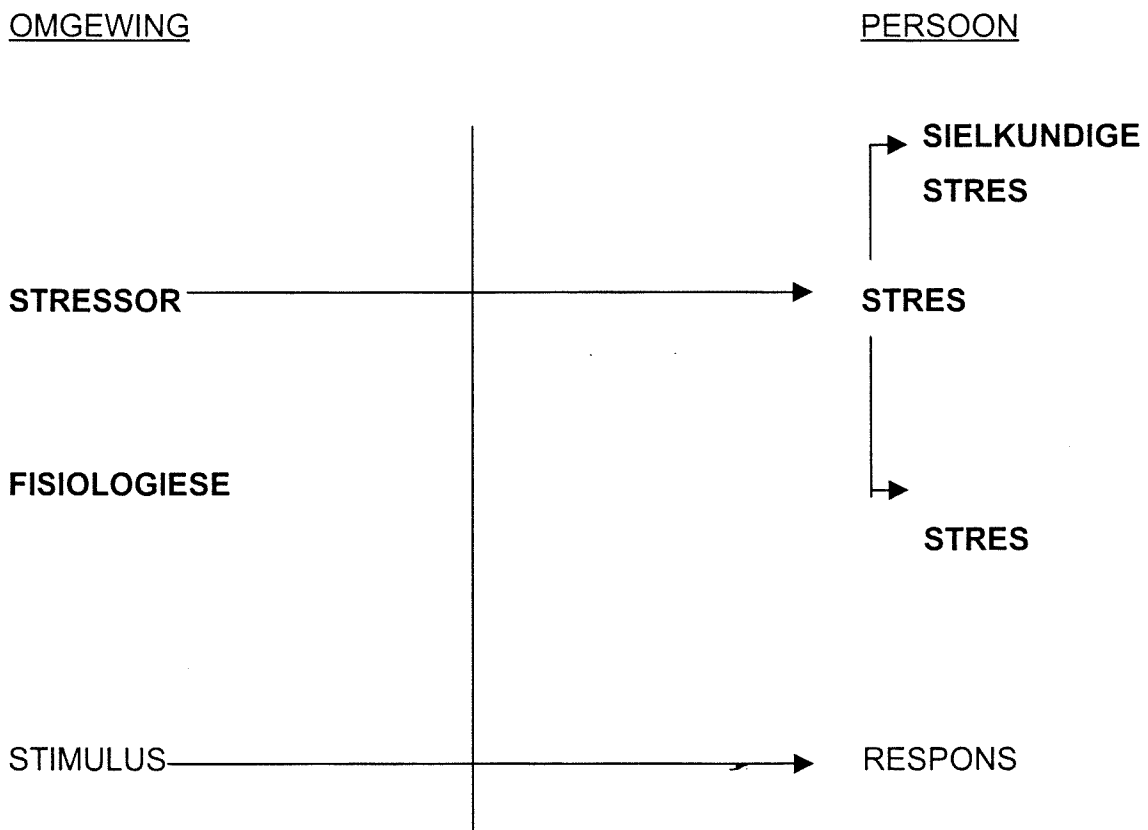 OMGEWING PERSOON
SIELKUNDIGE
STRES
STRESSOR STRES
FISIOLOGIESE
STRES
STIMULUS RESPONS